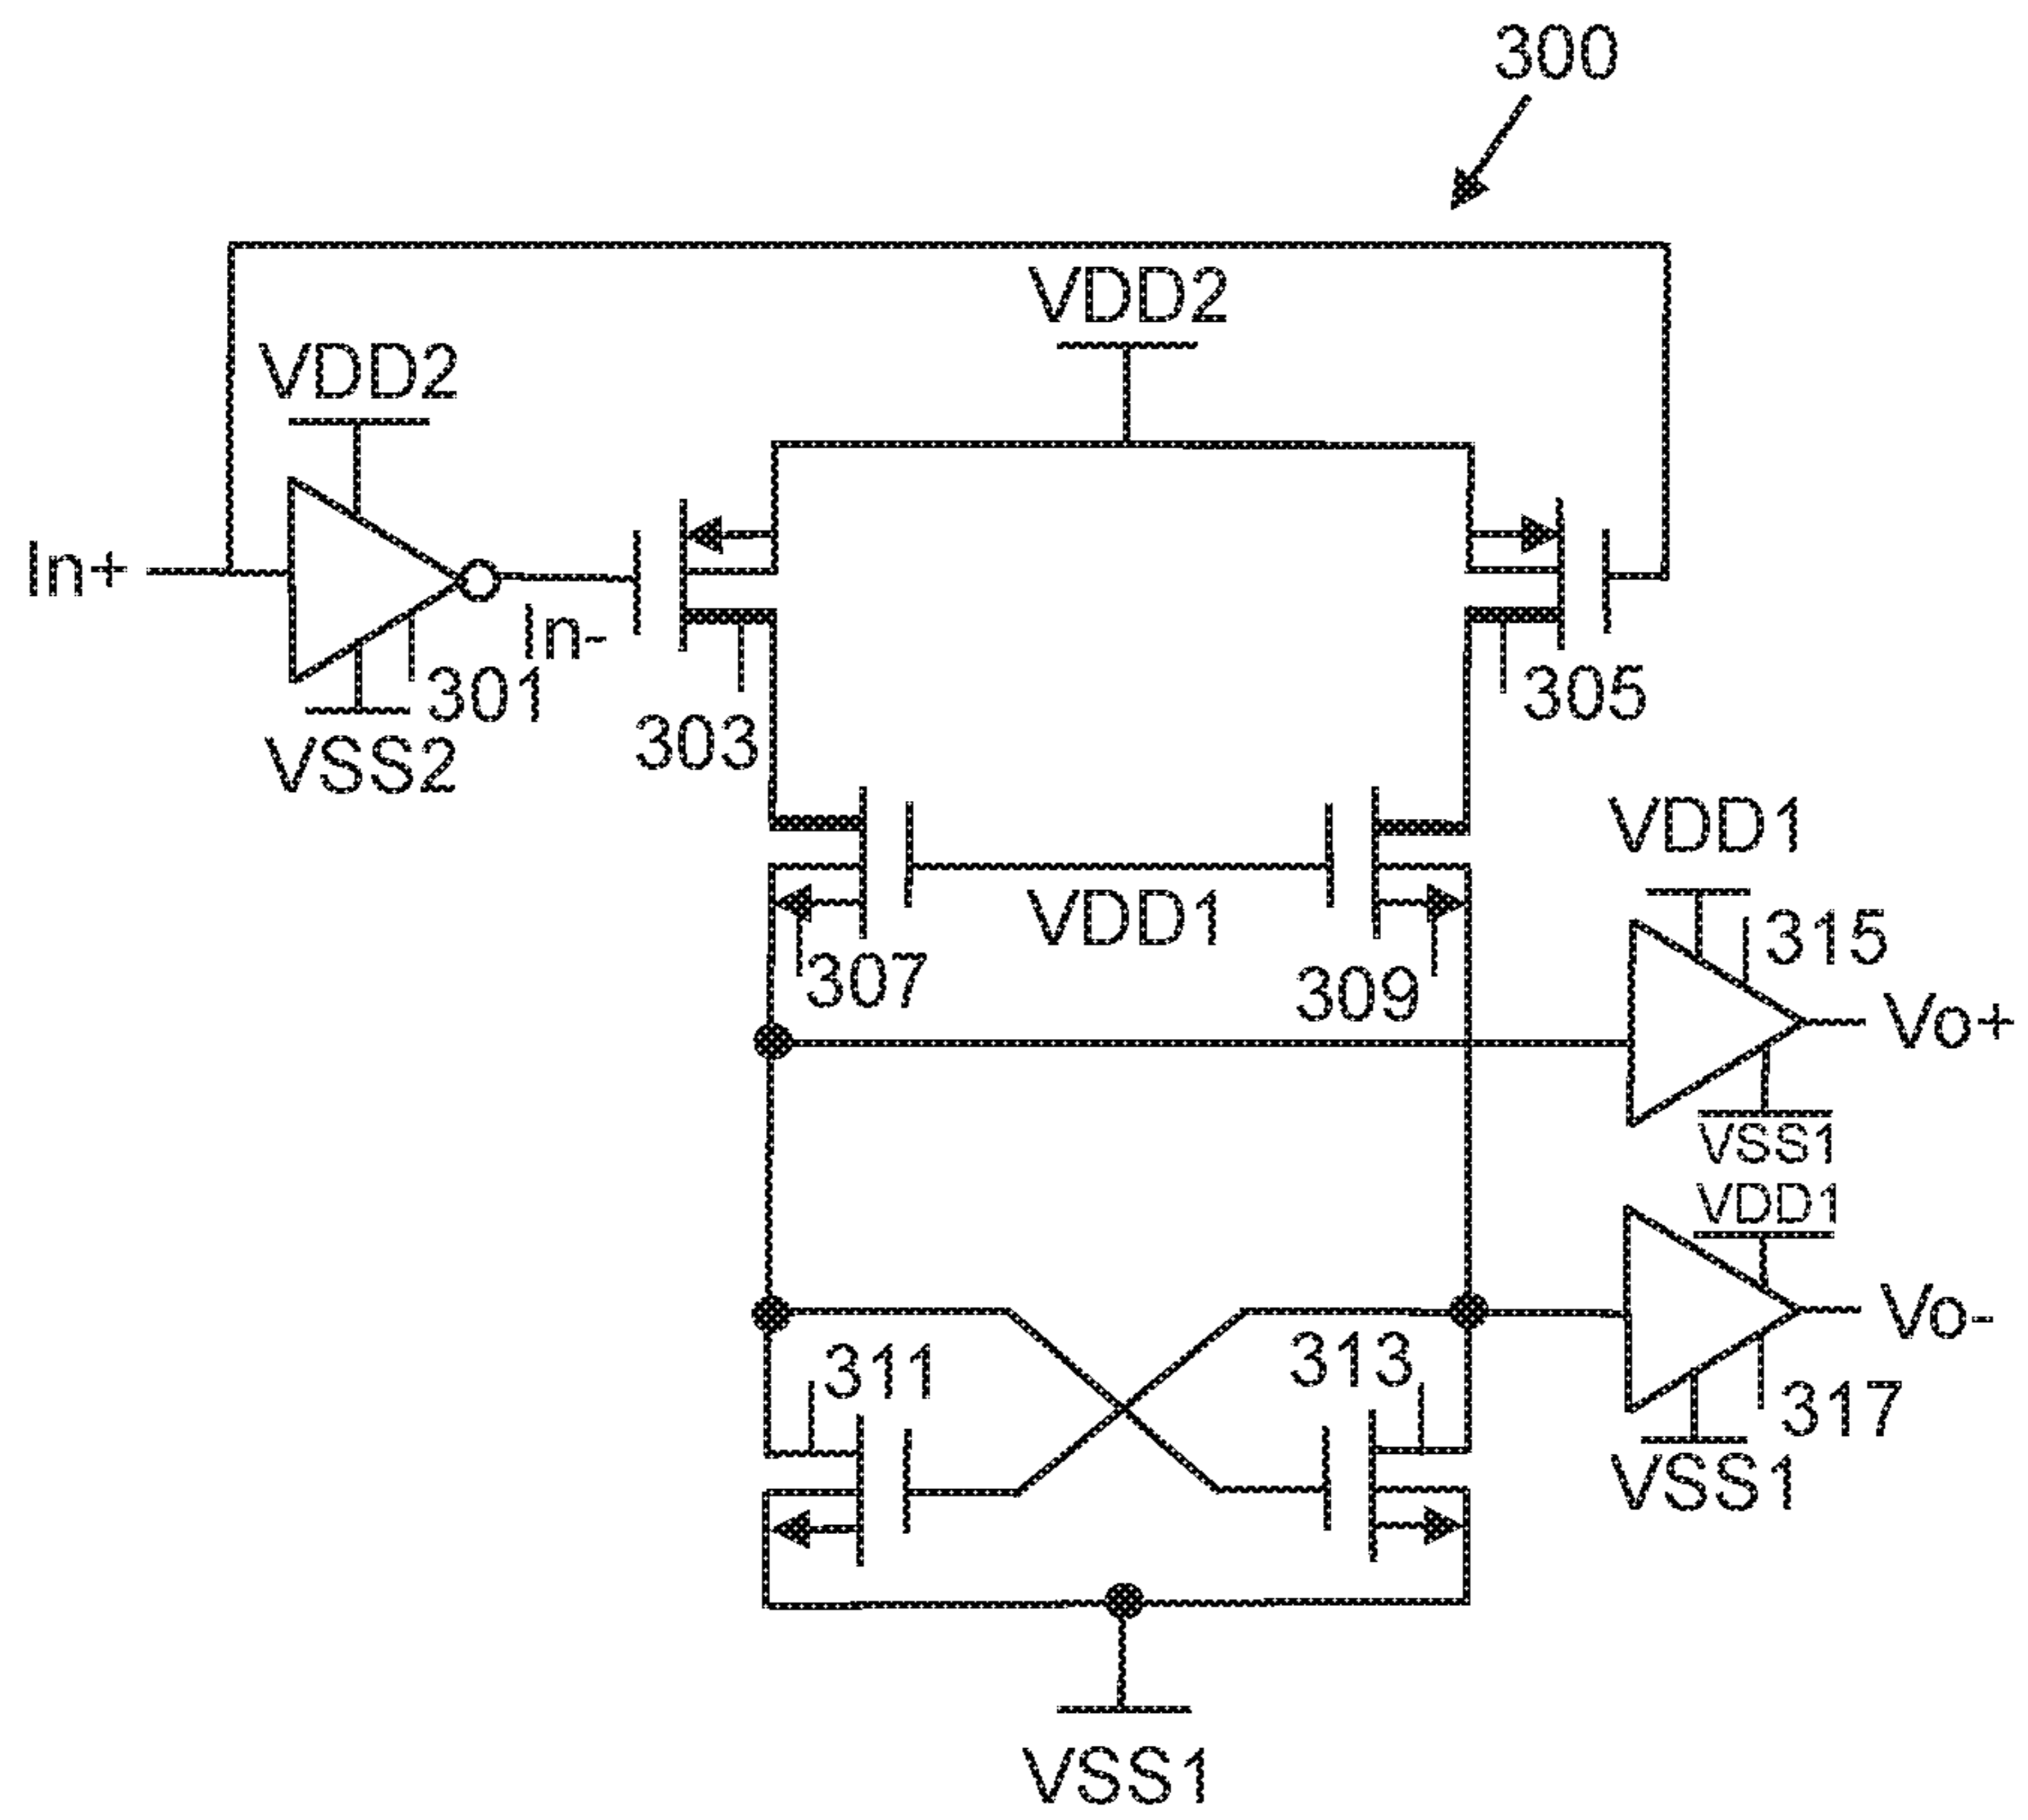 300
VDD2
VDD2
In+
In-
301
VSS2
303
305
VDD1
VDD1
307
309
315
Vo+
VSS1
VDD1
311
313
Vo-
317
VSS1
VSS1